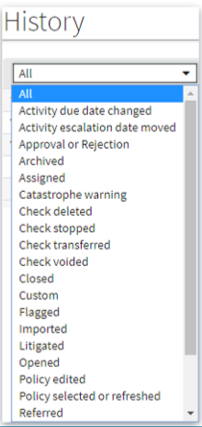 History
All
All
Activity due date changed
Activity escalation date moved
Approval or Rejection
Archived
Assigned
Catastrophe warning
Check deleted
Check stopped
Check transferred
Check voided
Closed
Custom
Flagged
Imported
Litigated
Opened
Policy edited
Policy selected or refreshed
Referred